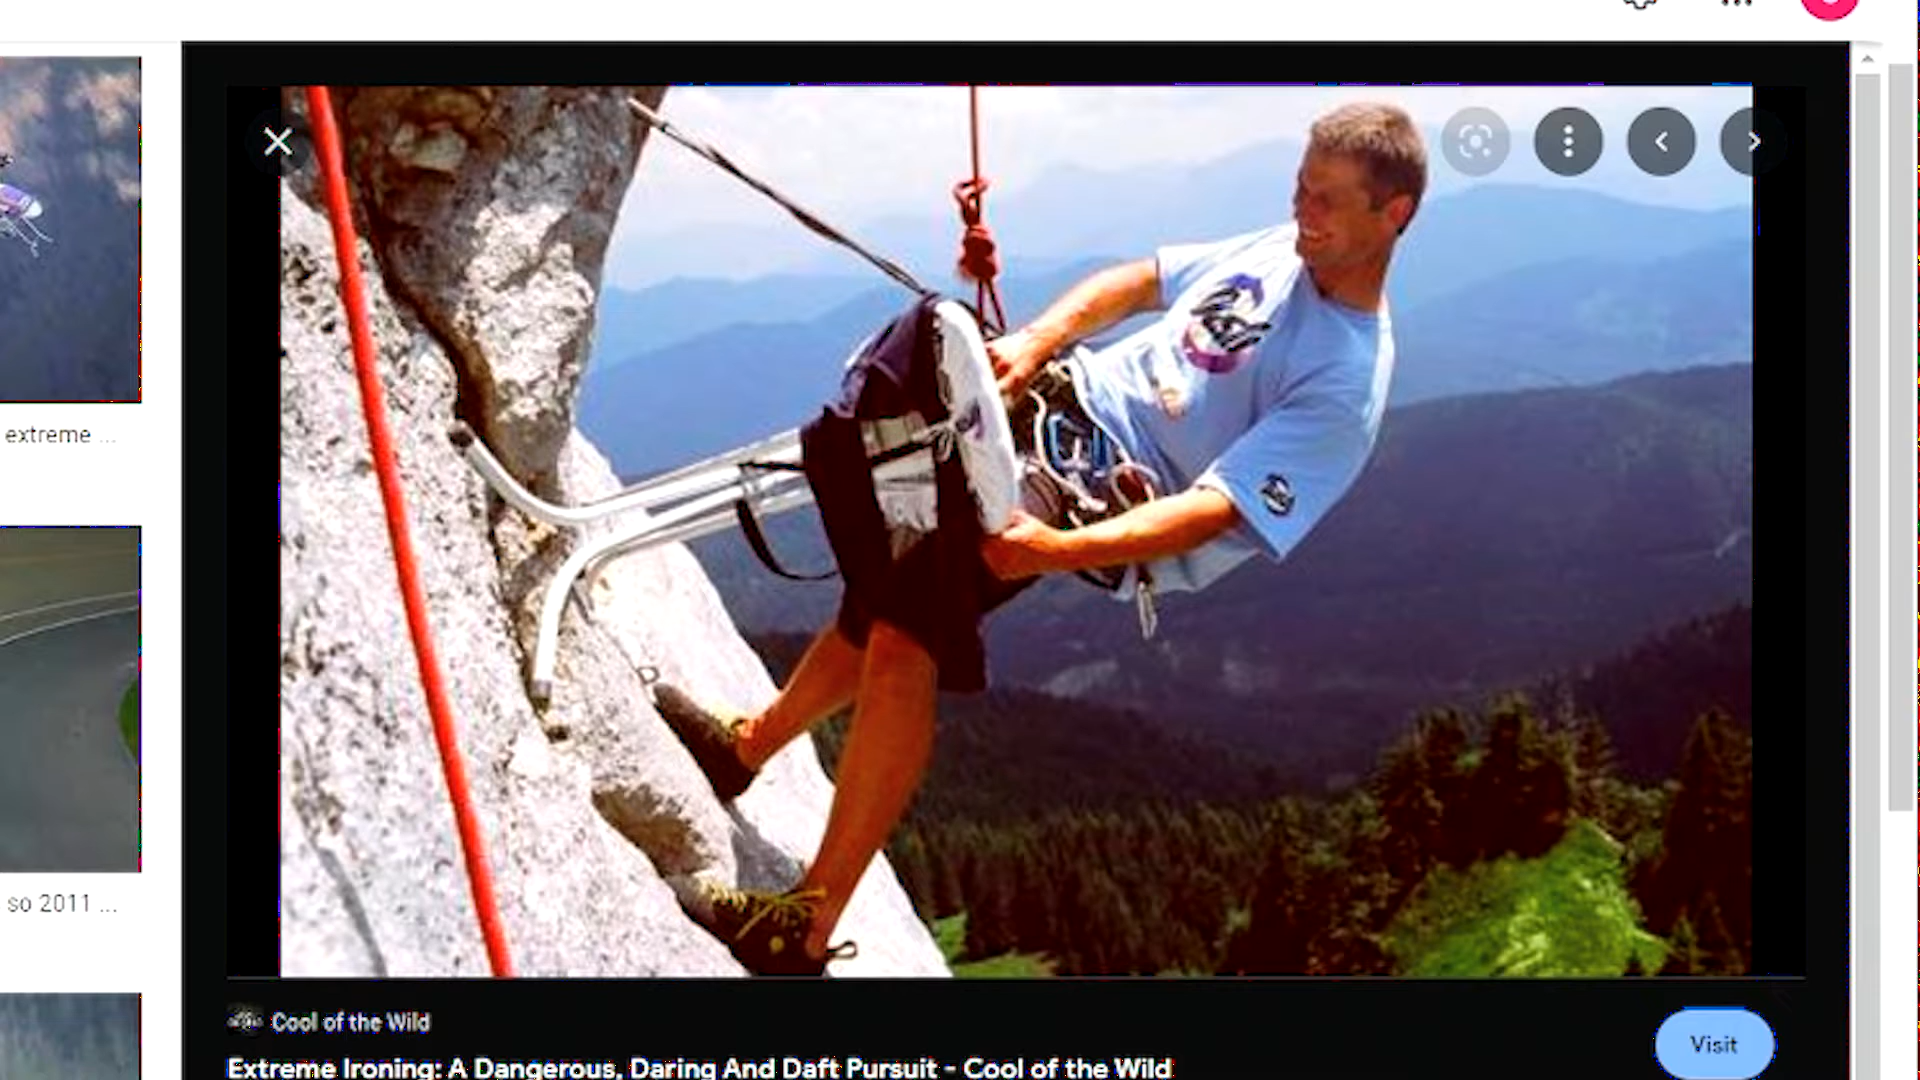 extreme ...
so 2011 ...
Cool of the Wild
Visit
Extreme Ironing: A Dangerous, Daring And Daft Pursuit - Cool of the Wild